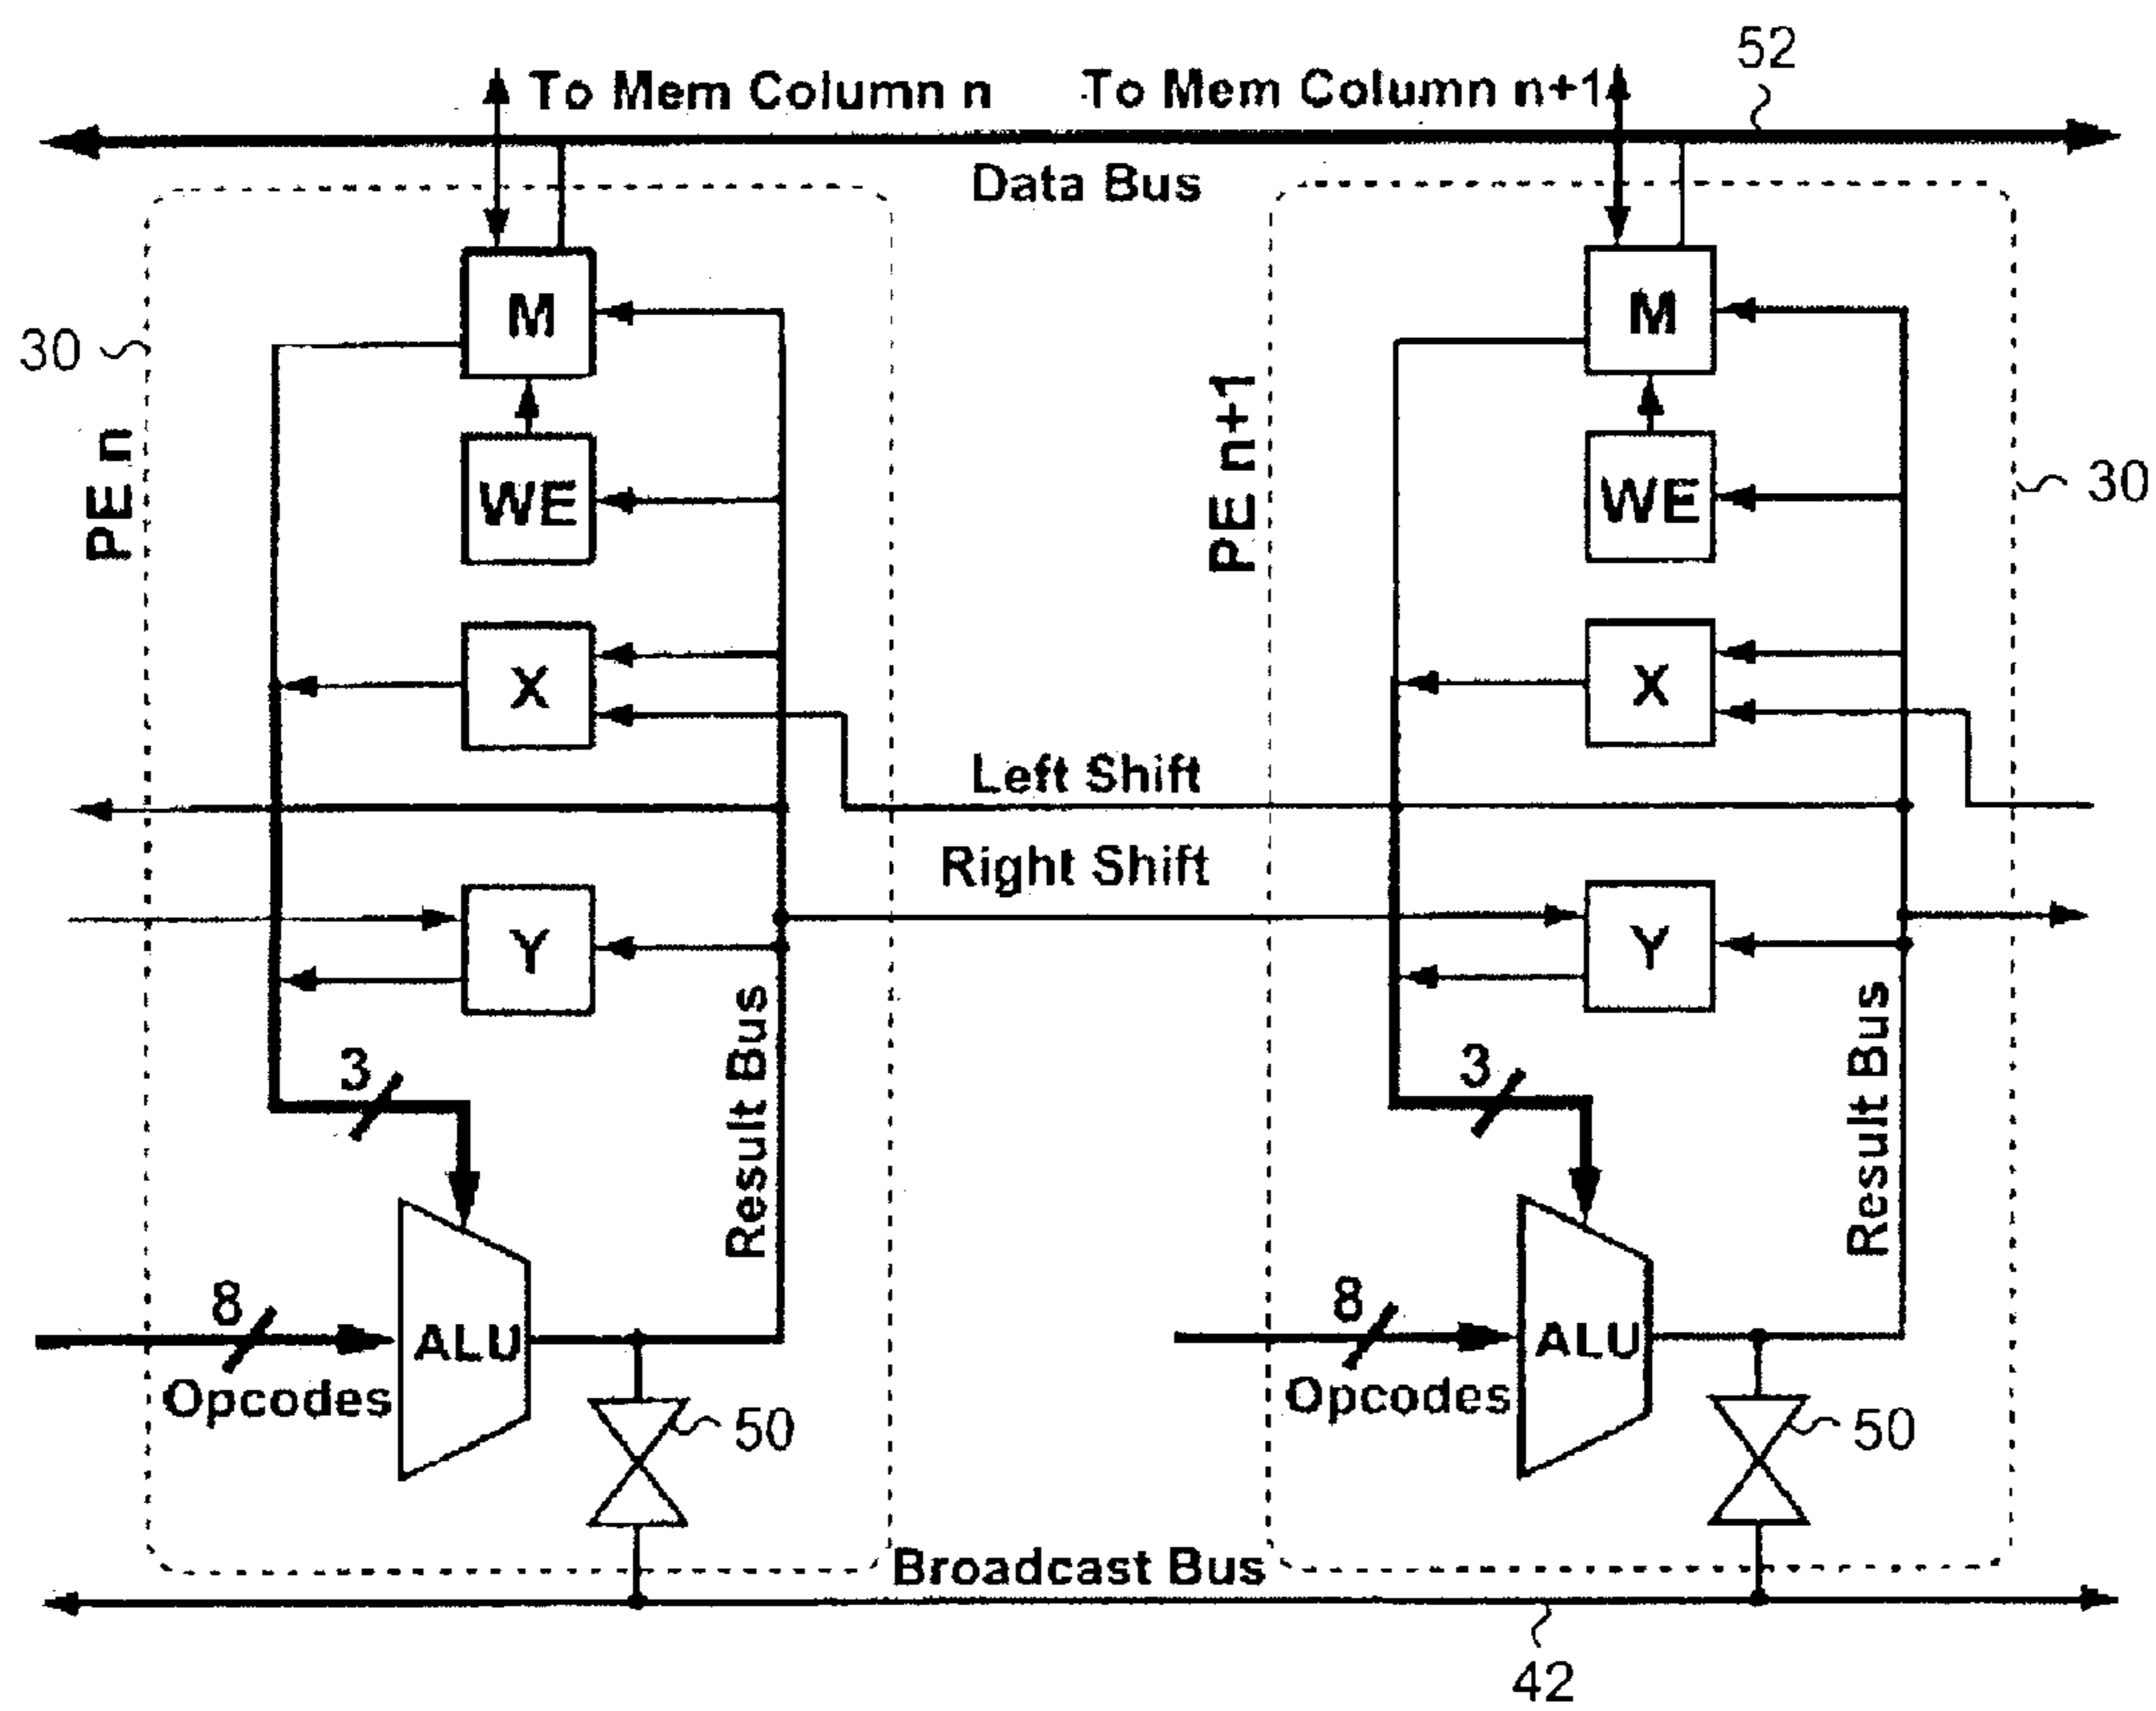 52
To Mem Column n
To Mem Column n+1
Data Bus
M
M
30
PE n
PE n+1
WE
WE
30
X
X
Left Shift
Right Shift
Y
Y
Result Bus
Result Bus
3
3
8
8
ALU
ALU
Opcodes
Opcodes
50
50
Broadcast Bus
42